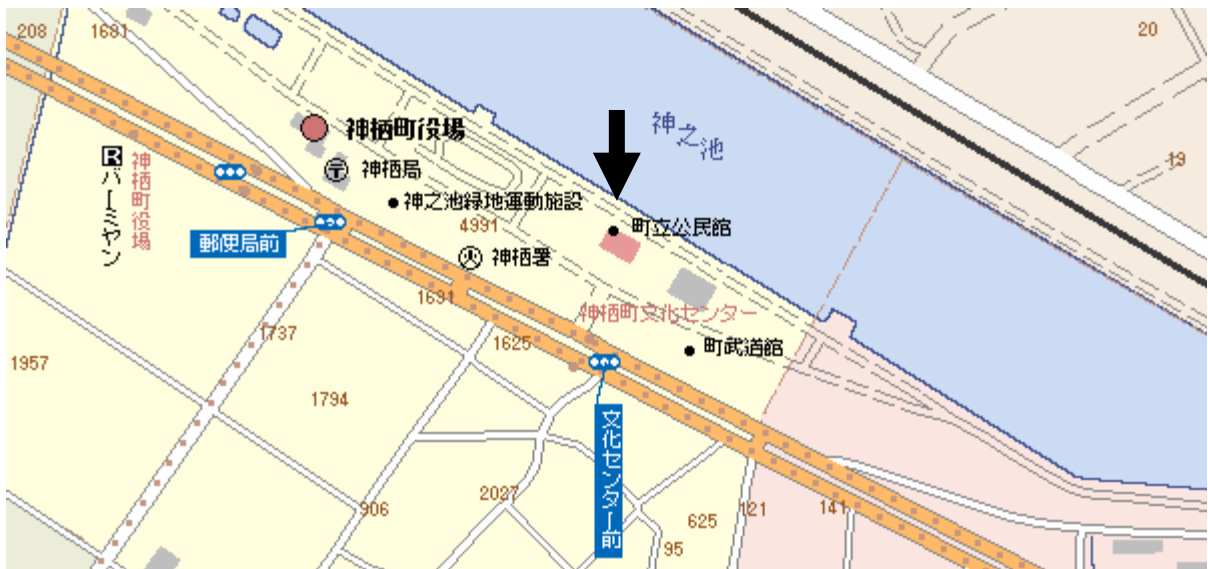 208
1681
20
神栖町役場
神之池
19
R
バーミヤン
神栖町役場
神栖局
神之池緑地運動施設
4991
町立公民館
郵便局前
神栖署
1691
神栖町文化センター
1737
1625
町武道館
1957
1794
文化センター前
2027
906
625
121
141
95